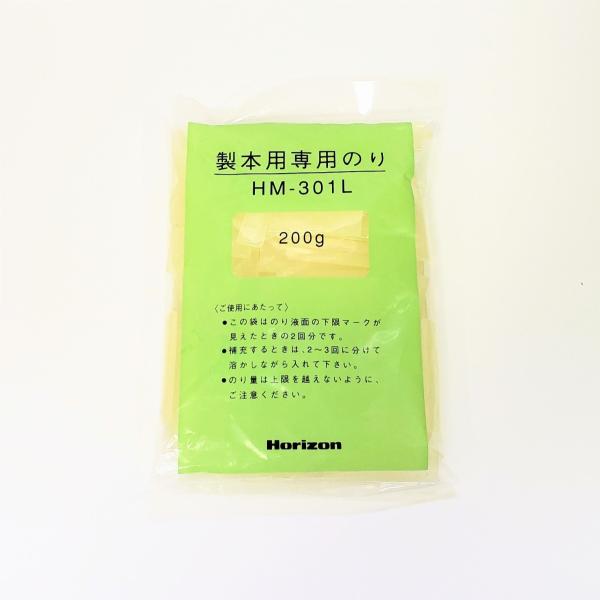 製本用専用のり
HM-301L
200g
〈ご使用にあたって〉
●この袋はのり液面の下限マークが
見えたときの2回分です。
●補充するときは、2～3回に分けて
溶かしながら入れて下さい。
●のり量は上限を越えないように、
ご注意ください。
Horizon